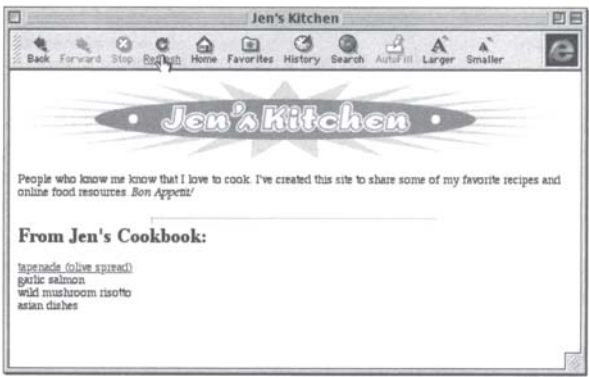 Jen's Kitchen
Back Forward Stop Refresh Home Favorites History Search AutoFill Larger Smaller
Jen's Kitchen
People who know me know that I love to cook. I've created this site to share some of my favorite recipes and
online food resources. Bon Appetit!
From Jen's Cookbook:
tapenade (olive spread)
garlic salmon
wild mushroom risotto
asian dishes